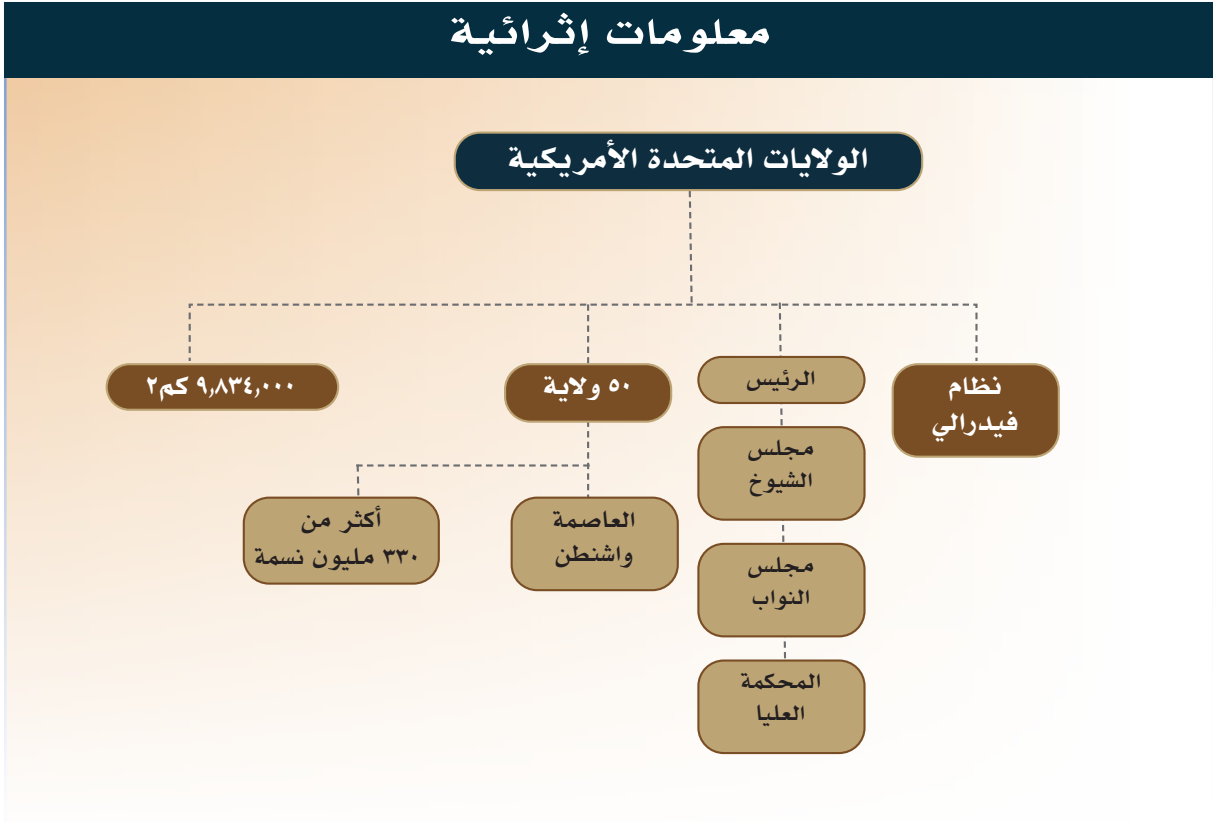 معلومات إثرائية
الولايات المتحدة الأمريكية
نظام
فيدرالي
الرئيس
مجلس
الشيوخ
مجلس
النواب
المحكمة
العليا
٥٠ ولاية
العاصمة
واشنطن
أكثر من
٣٣٠ مليون نسمة
٩,٨٣٤,٠٠٠ كم٢